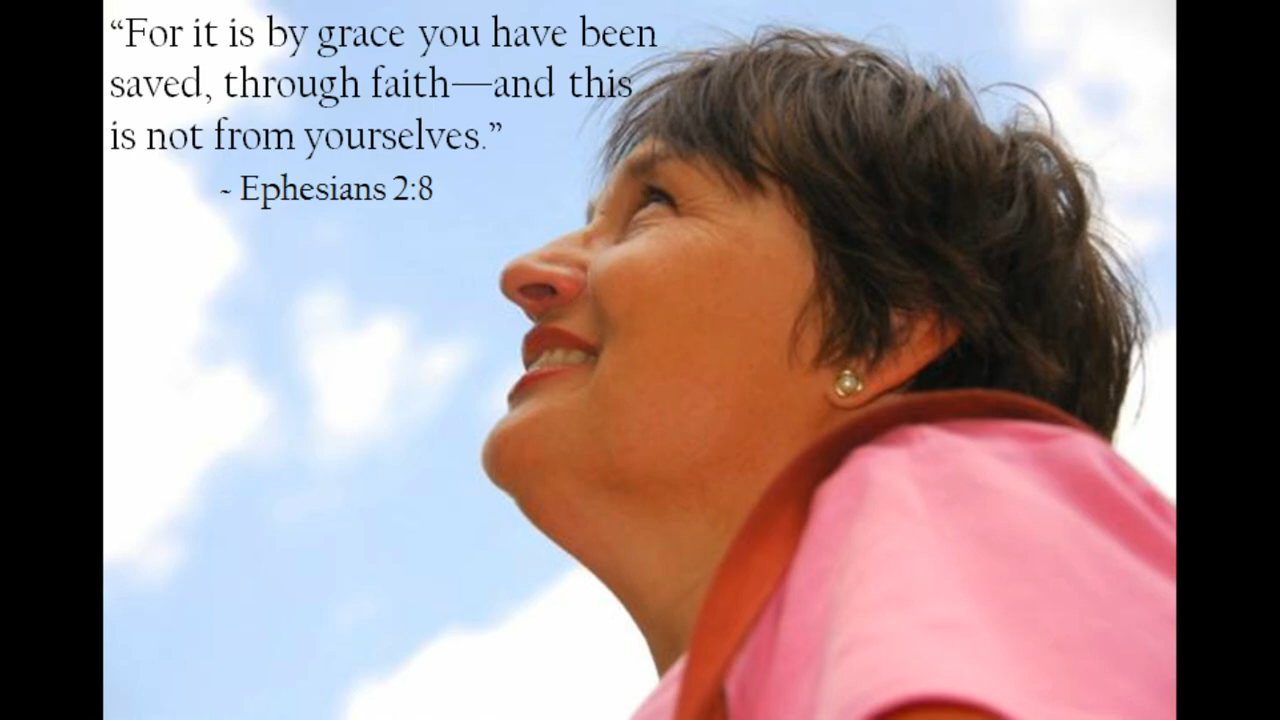 “For it is by grace you have been
saved, through faith—and this
is not from yourselves.”
~ Ephesians 2:8